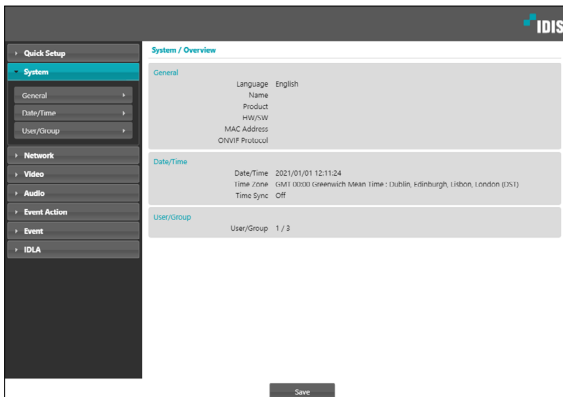 IDIS
Quick Setup
System
General
Date/Time
User/Group
Network
Video
Audio
Event Action
Event
IDLA
System / Overview
General
Language English
Name
Product
HW/SW
MAC Address
ONVIF Protocol
Date/Time
Date/Time 2021/01/01 12:11:24
Time Zone GMT 00:00 Greenwich Mean Time : Dublin, Edinburgh, Lisbon, London (DST)
Time Sync Off
User/Group
User/Group 1 / 3
Save